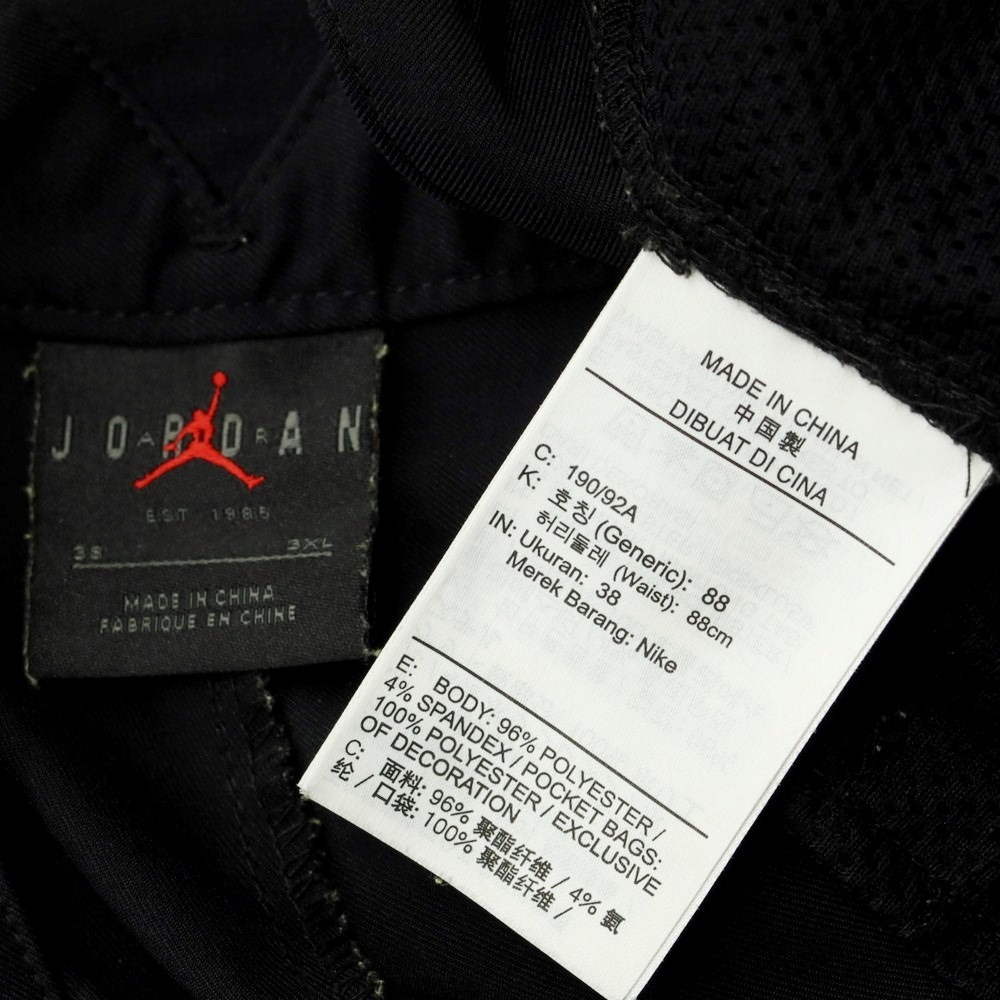 JORDAN
AIR
EST 1985
38 3XL
MADE IN CHINA
FABRIQUE EN CHINE
MADE IN CHINA
中国製
DIBUAT DI CINA
C: 190/92A
K: 호칭 (Generic): 88
허리둘레 (Waist): 88cm
IN: Ukuran: 38
Merek Barang: Nike
E: BODY: 96% POLYESTER /
4% SPANDEX / POCKET BAGS:
100% POLYESTER / EXCLUSIVE
OF DECORATION
C: 面料: 96% 聚酯纤维 / 4% 氨
纶 / 口袋: 100% 聚酯纤维 /